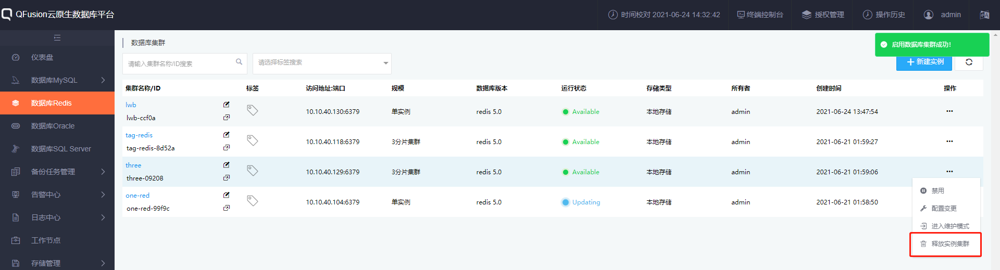 QFusion云原生数据库平台
时间校对 2021-06-24 14:32:42
终端控制台
授权管理
操作历史
admin
仪表盘
数据库MySQL
数据库Redis
数据库Oracle
数据库SQL Server
备份任务管理
告警中心
日志中心
工作节点
存储管理
数据库集群
启用数据库集群成功!
请输入集群名称/ID搜索
请选择标签搜索
新建实例
集群名称/ID 标签 访问地址:端口 规模 数据库版本 运行状态 存储类型 所有者 创建时间 操作
lwb
lwb-ccf0a
10.10.40.130:6379 单实例 redis 5.0 Available 本地存储 admin 2021-06-24 13:47:54
tag-redis
tag-redis-8d52a
10.10.40.118:6379 3分片集群 redis 5.0 Available 本地存储 admin 2021-06-21 01:59:27
three
three-09208
10.10.40.129:6379 3分片集群 redis 5.0 Available 本地存储 admin 2021-06-21 01:59:06
one-red
one-red-99f9c
10.10.40.104:6379 单实例 redis 5.0 Updating 本地存储 admin 2021-06-21 01:58:50
禁用
配置变更
进入维护模式
释放实例集群